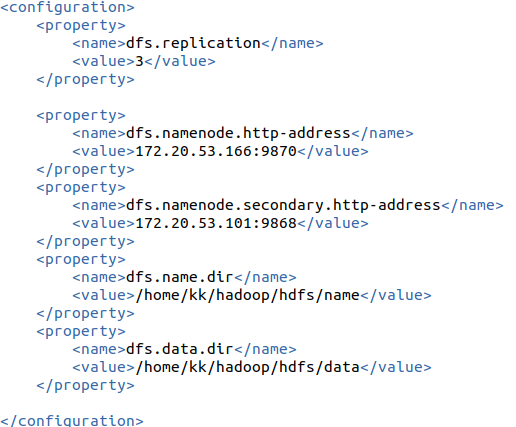 <configuration>
    <property>
        <name>dfs.replication</name>
        <value>3</value>
    </property>

    <property>
        <name>dfs.namenode.http-address</name>
        <value>172.20.53.166:9870</value>
    </property>
    <property>
        <name>dfs.namenode.secondary.http-address</name>
        <value>172.20.53.101:9868</value>
    </property>
    <property>
        <name>dfs.name.dir</name>
        <value>/home/kk/hadoop/hdfs/name</value>
    </property>
    <property>
        <name>dfs.data.dir</name>
        <value>/home/kk/hadoop/hdfs/data</value>
    </property>

</configuration>